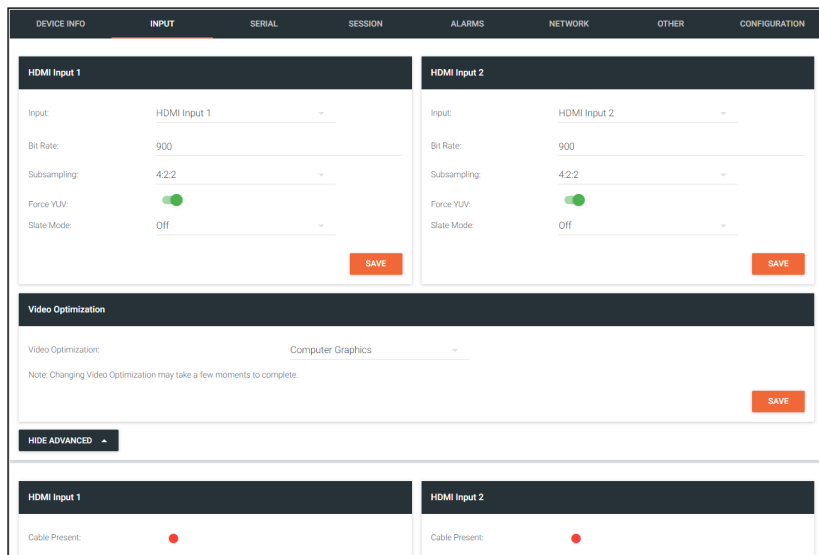 DEVICE INFO INPUT SERIAL SESSION ALARMS NETWORK OTHER CONFIGURATION
HDMI Input 1
Input: HDMI Input 1
Bit Rate: 900
Subsampling: 4:2:2
Force YUV:
Slate Mode: Off
SAVE
HDMI Input 2
Input: HDMI Input 2
Bit Rate: 900
Subsampling: 4:2:2
Force YUV:
Slate Mode: Off
SAVE
Video Optimization
Video Optimization: Computer Graphics
Note: Changing Video Optimization may take a few moments to complete.
SAVE
HIDE ADVANCED
HDMI Input 1
Cable Present:
HDMI Input 2
Cable Present: